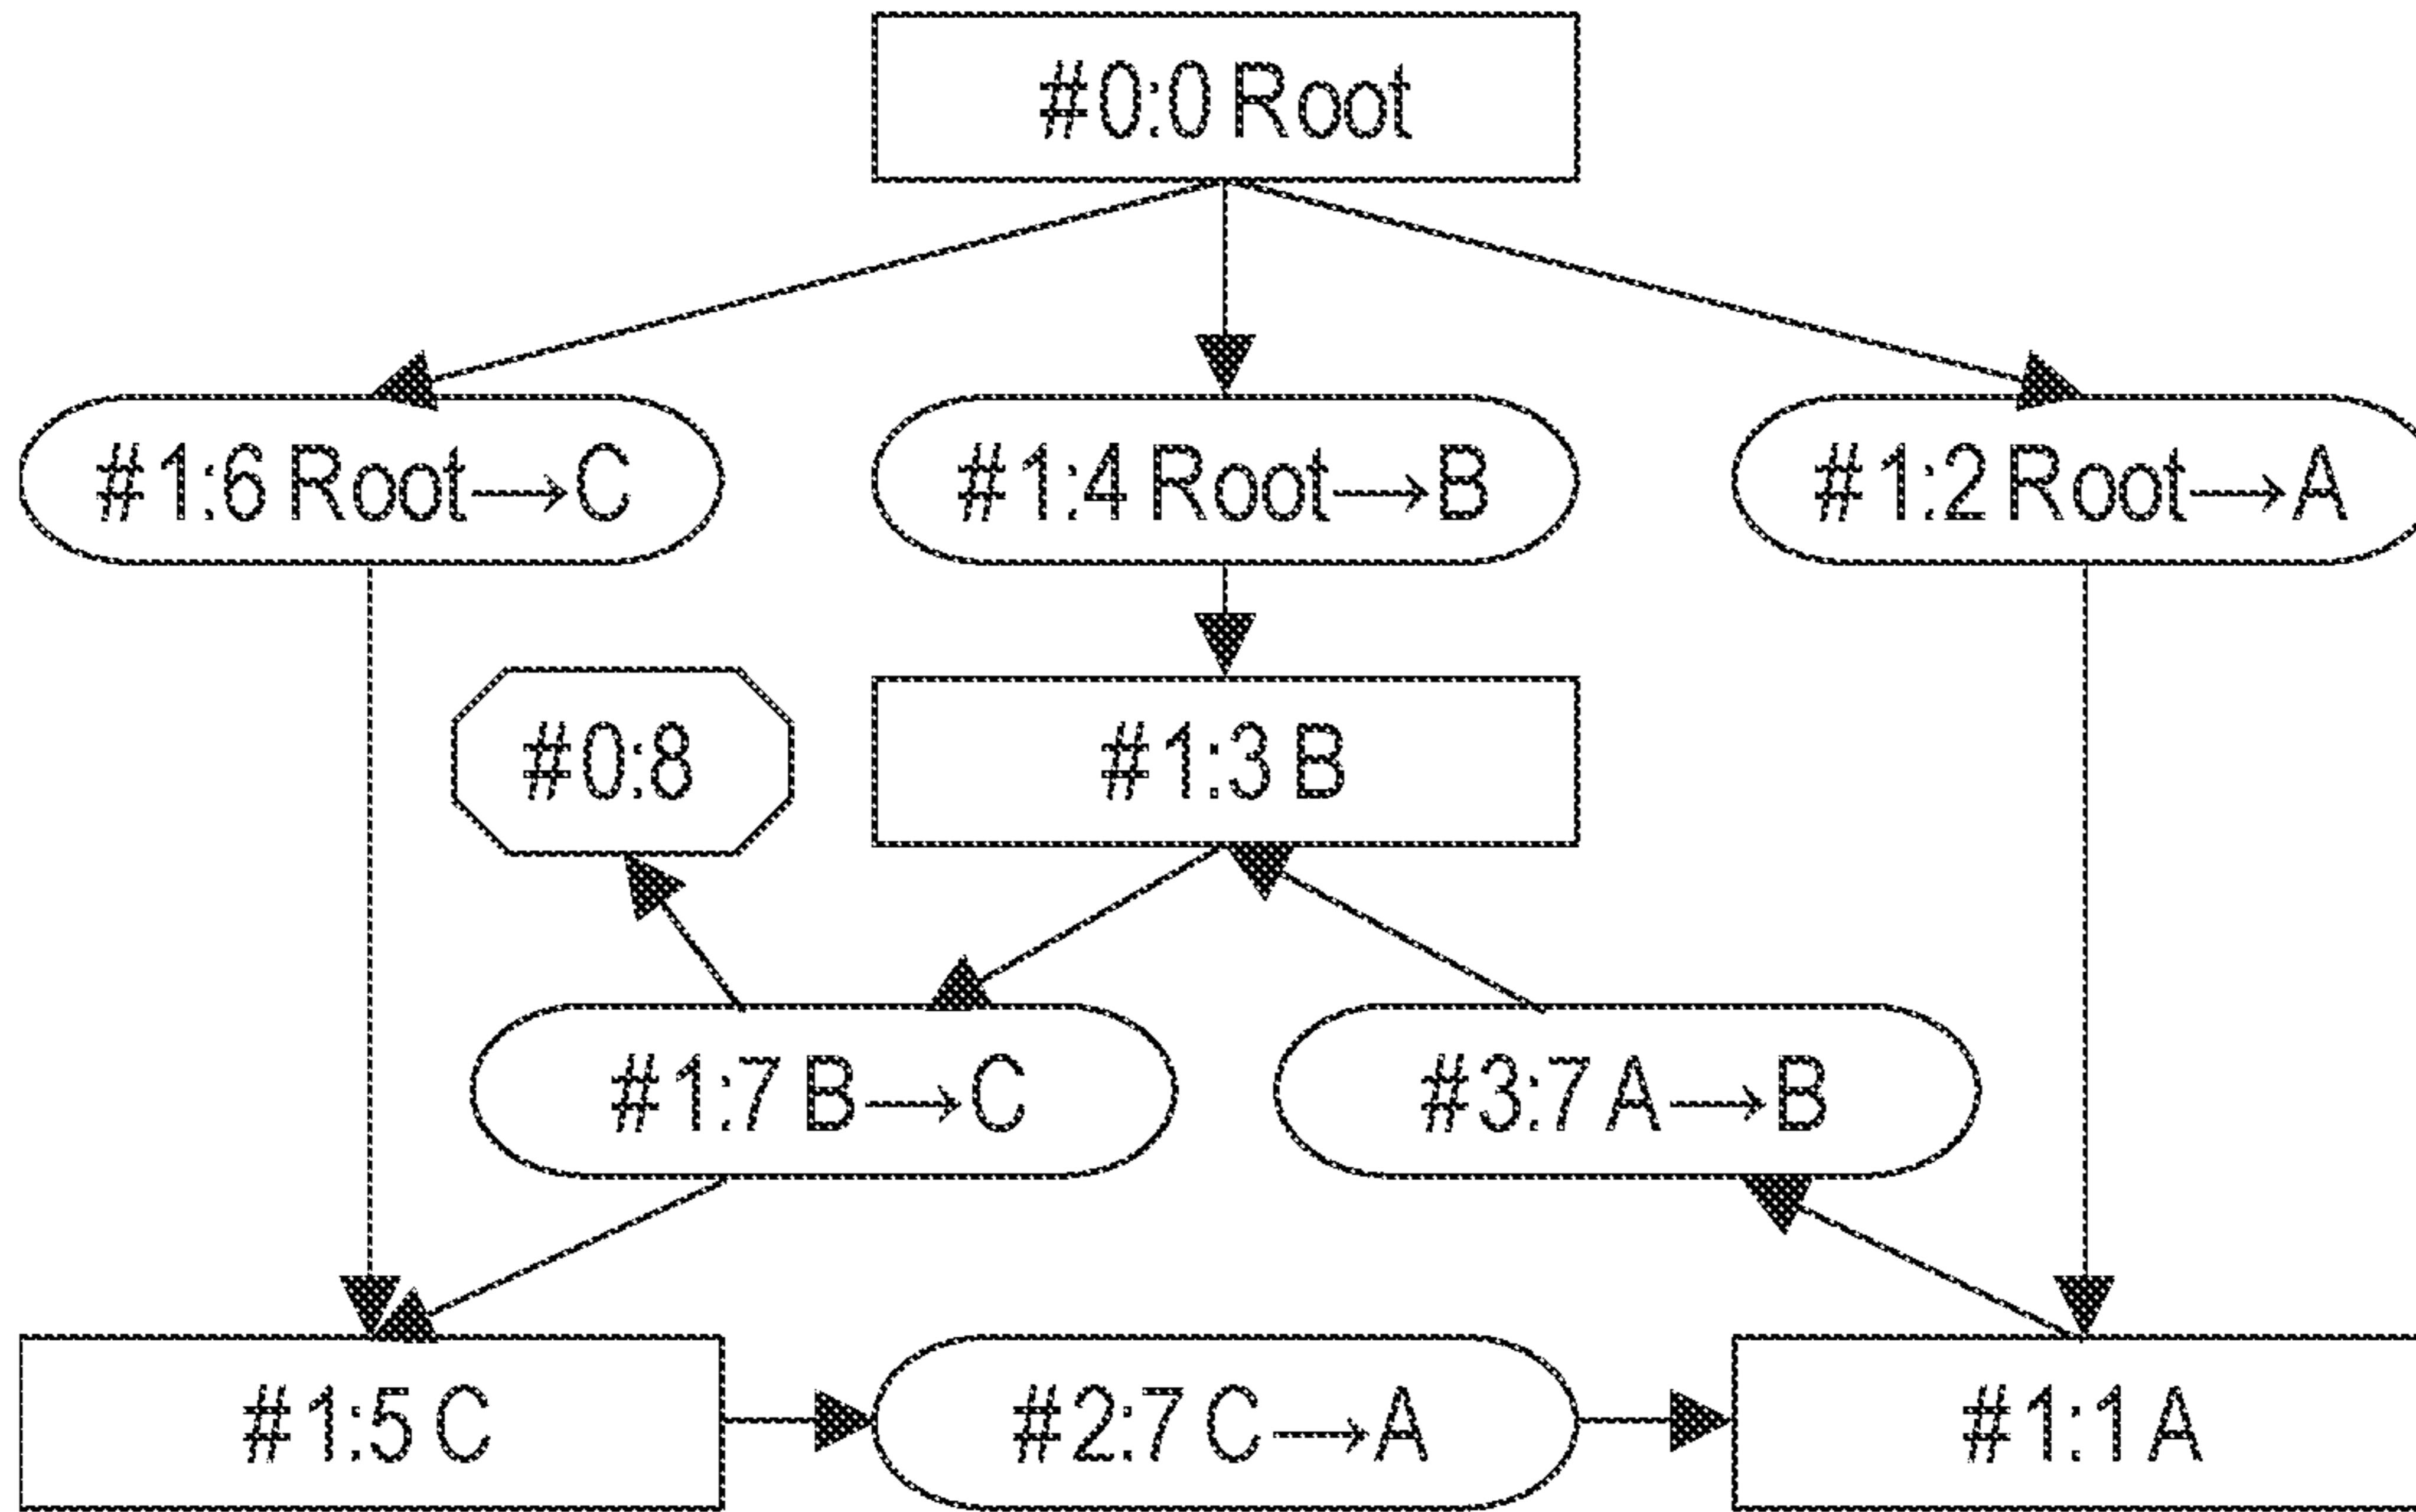 #0:0 Root
#1:6 Root→C
#1:4 Root→B
#1:2 Root→A
#0:8
#1:3 B
#1:7 B→C
#3:7 A→B
#1:5 C
#2:7 C→A
#1:1 A